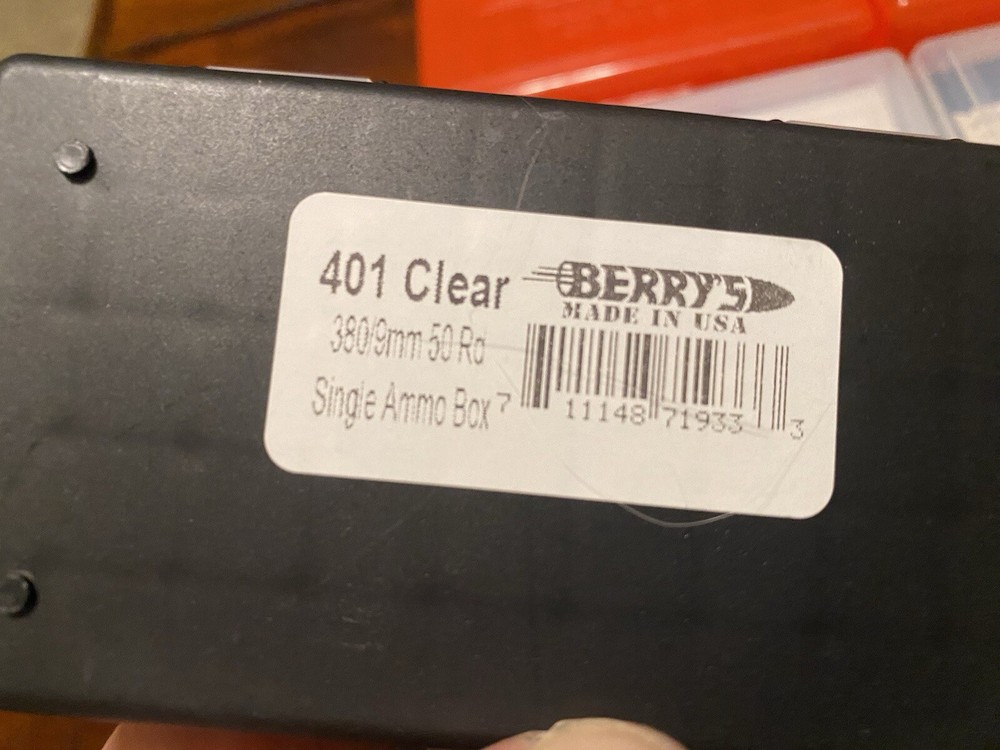 401 Clear
380/9mm 50 Rd
Single Ammo Box
BERRY'S
MADE IN USA
7 11148 71933 3